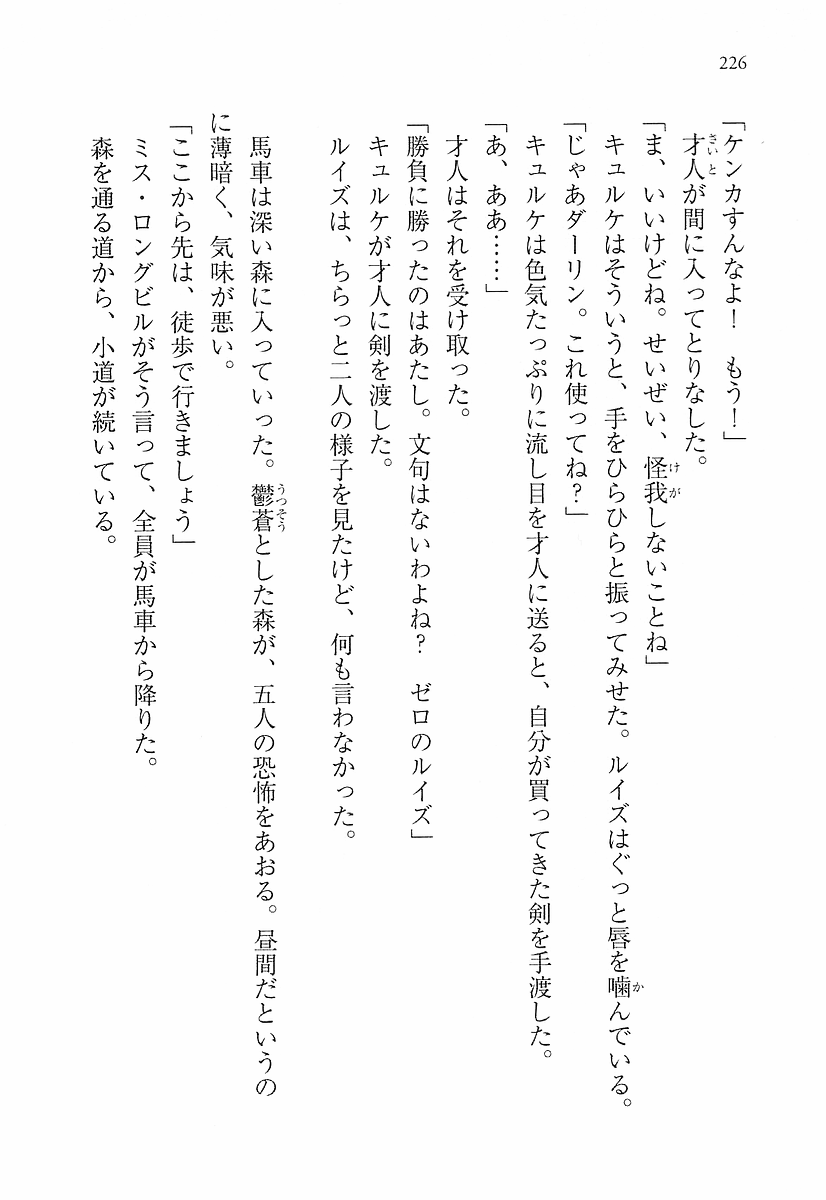 226
「ケンカすんなよ！　もう！」
才人が間に入ってとりなした。
「ま、いいけどね。せいぜい、怪我しないことね」
キュルケはそういうと、手をひらひらと振ってみせた。ルイズはぐっと唇を噛んでいる。
「じゃあダーリン。これ使ってね？」
キュルケは色気たっぷりに流し目を才人に送ると、自分が買ってきた剣を手渡した。
「あ、ああ……」
才人はそれを受け取った。
「勝負に勝ったのはあたし。文句はないわよね？　ゼロのルイズ」
キュルケが才人に剣を渡した。
ルイズは、ちらっと二人の様子を見たけど、何も言わなかった。
馬車は深い森に入っていった。鬱蒼とした森が、五人の恐怖をあおる。昼間だというの
に薄暗く、気味が悪い。
「ここから先は、徒歩で行きましょう」
ミス・ロングビルがそう言って、全員が馬車から降りた。
森を通る道から、小道が続いている。